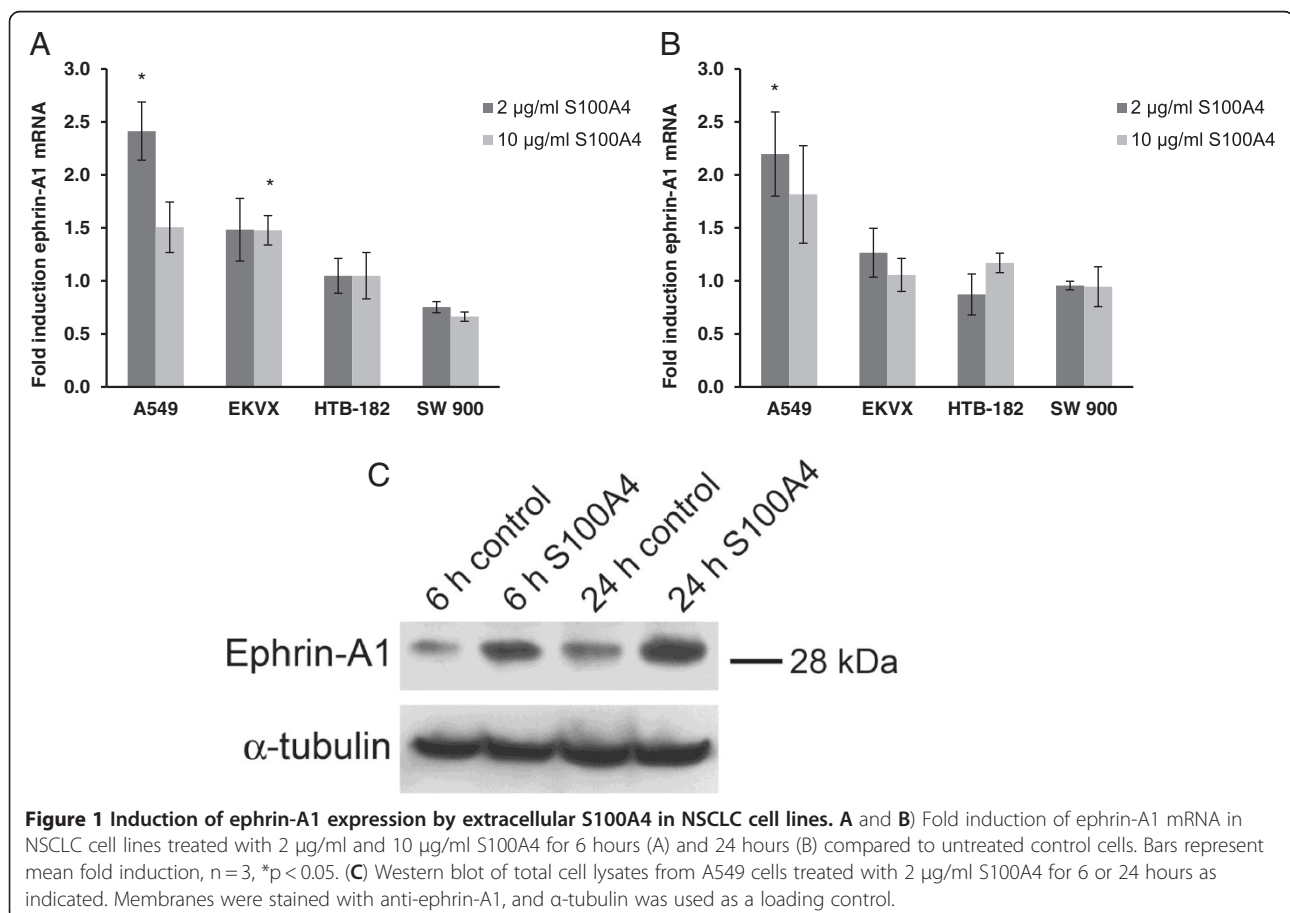 A
B
3.0
2.5
2.0
1.5
1.0
0.5
0.0
Fold induction ephrin-A1 mRNA
*
*
2 µg/ml S100A4
10 µg/ml S100A4
A549 EKVX HTB-182 SW 900
3.0
2.5
2.0
1.5
1.0
0.5
0.0
Fold induction ephrin-A1 mRNA
*
2 µg/ml S100A4
10 µg/ml S100A4
A549 EKVX HTB-182 SW 900
C
6 h control
6 h S100A4
24 h control
24 h S100A4
Ephrin-A1
28 kDa
α-tubulin
Figure 1 Induction of ephrin-A1 expression by extracellular S100A4 in NSCLC cell lines. A and B) Fold induction of ephrin-A1 mRNA in
NSCLC cell lines treated with 2 µg/ml and 10 µg/ml S100A4 for 6 hours (A) and 24 hours (B) compared to untreated control cells. Bars represent
mean fold induction, n = 3, *p < 0.05. (C) Western blot of total cell lysates from A549 cells treated with 2 µg/ml S100A4 for 6 or 24 hours as
indicated. Membranes were stained with anti-ephrin-A1, and α-tubulin was used as a loading control.